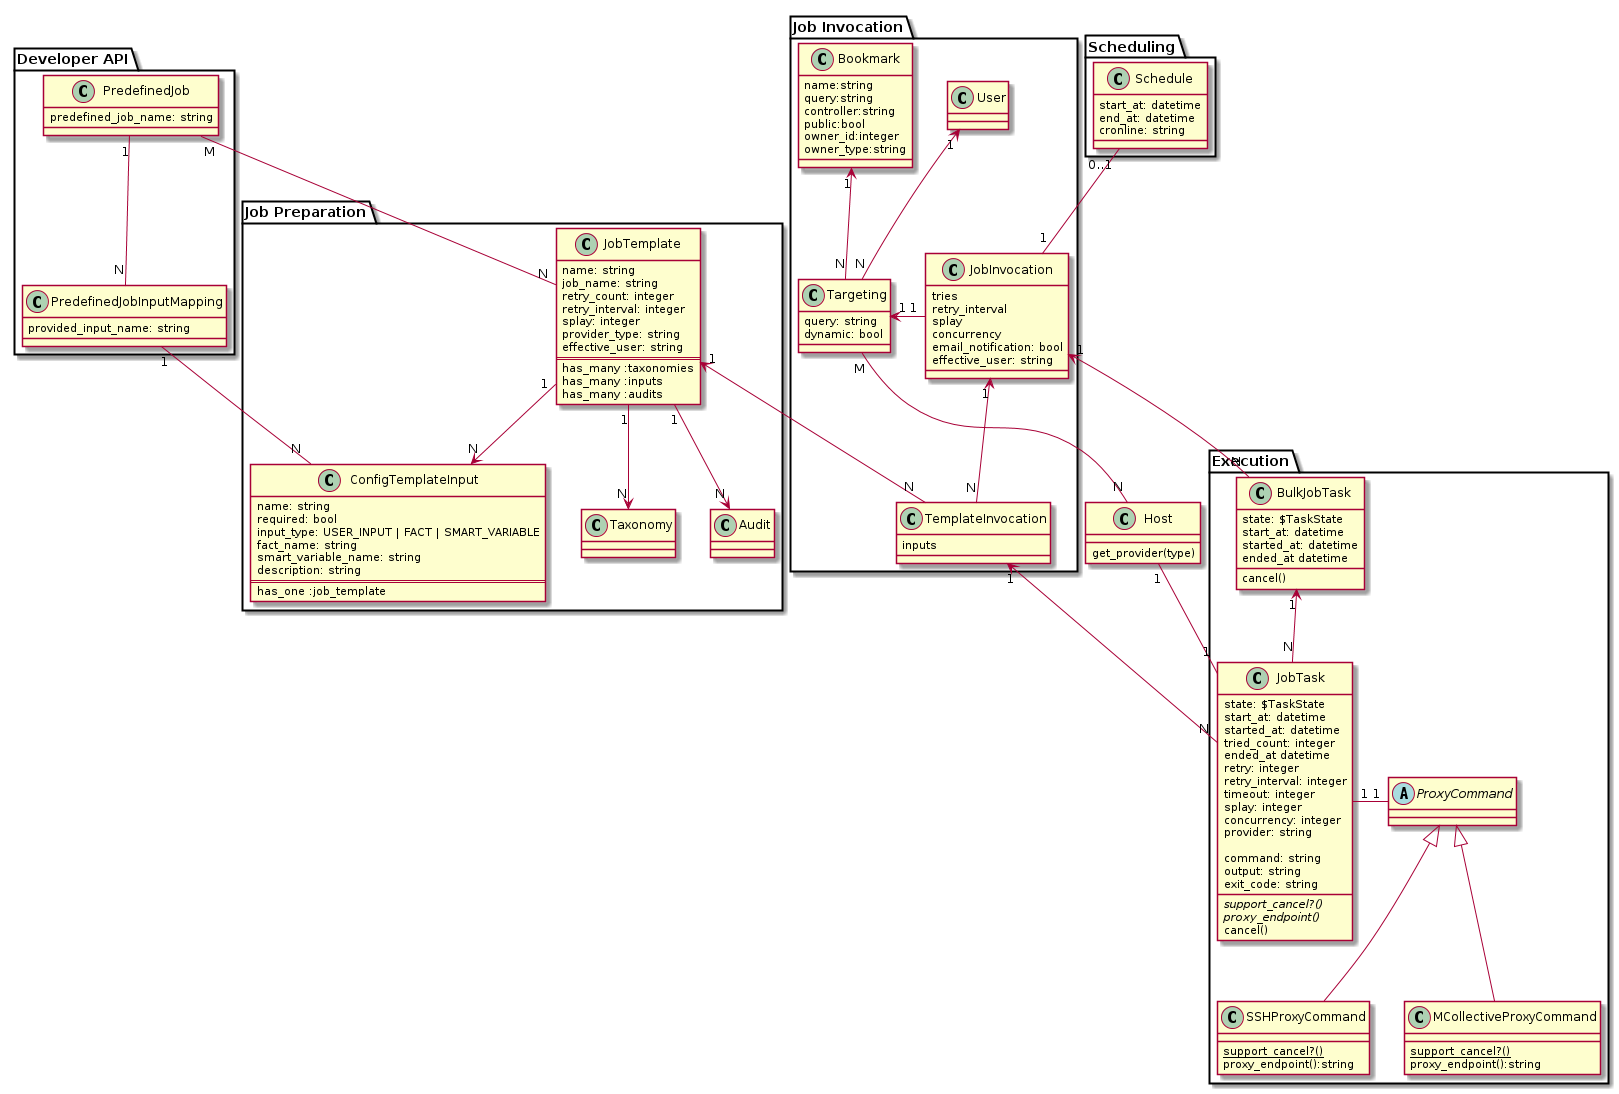 Developer API
C PredefinedJob
predefined_job_name: string
1
M
N
C PredefinedJobInputMapping
provided_input_name: string
1
N
Job Preparation
C JobTemplate
name: string
job_name: string
retry_count: integer
retry_interval: integer
splay: integer
provider_type: string
effective_user: string
has_many :taxonomies
has_many :inputs
has_many :audits
N
1
1
1
1
N
N
N
C ConfigTemplateInput
name: string
required: bool
input_type: USER_INPUT | FACT | SMART_VARIABLE
fact_name: string
smart_variable_name: string
description: string
has_one :job_template
C Taxonomy
C Audit
Job Invocation
C Bookmark
name:string
query:string
controller:string
public:bool
owner_id:integer
owner_type:string
1
C User
1
N
N
C Targeting
query: string
dynamic: bool
1 1
M
C JobInvocation
tries
retry_interval
splay
concurrency
email_notification: bool
effective_user: string
1
1
1
N
N
C TemplateInvocation
inputs
1
Scheduling
C Schedule
start_at: datetime
end_at: datetime
cronline: string
0..1
N
C Host
get_provider(type)
1
Execution
N
C BulkJobTask
state: $TaskState
start_at: datetime
started_at: datetime
ended_at datetime
cancel()
1
N
1
N
C JobTask
state: $TaskState
start_at: datetime
started_at: datetime
tried_count: integer
ended_at datetime
retry: integer
retry_interval: integer
timeout: integer
splay: integer
concurrency: integer
provider: string
command: string
output: string
exit_code: string
support_cancel?()
proxy_endpoint()
cancel()
1 1
A ProxyCommand
C SSHProxyCommand
support_cancel?()
proxy_endpoint():string
C MCollectiveProxyCommand
support_cancel?()
proxy_endpoint():string